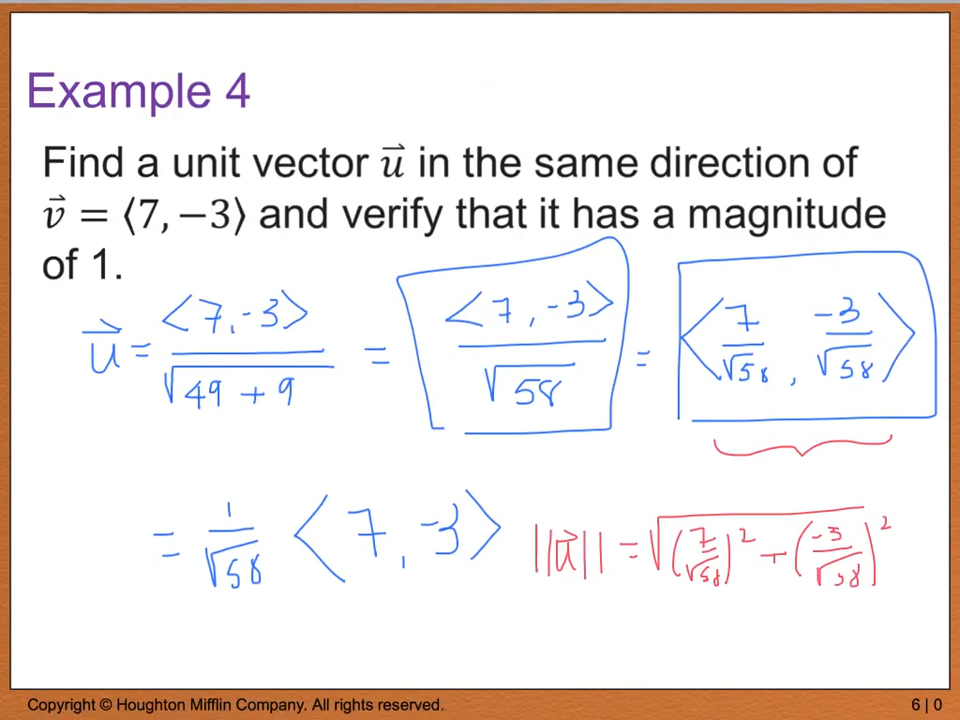 Example 4
Find a unit vector u⃗ in the same direction of
v⃗ = ⟨7, −3⟩ and verify that it has a magnitude
of 1.
u⃗ = <7, -3> / √(49 + 9) = <7, -3> / √58 = <7/√58, -3/√58>
= 1/√58 <7, -3> ||u⃗|| = √((7/√58)² + (-3/√58)²)
Copyright © Houghton Mifflin Company. All rights reserved. 6 | 0